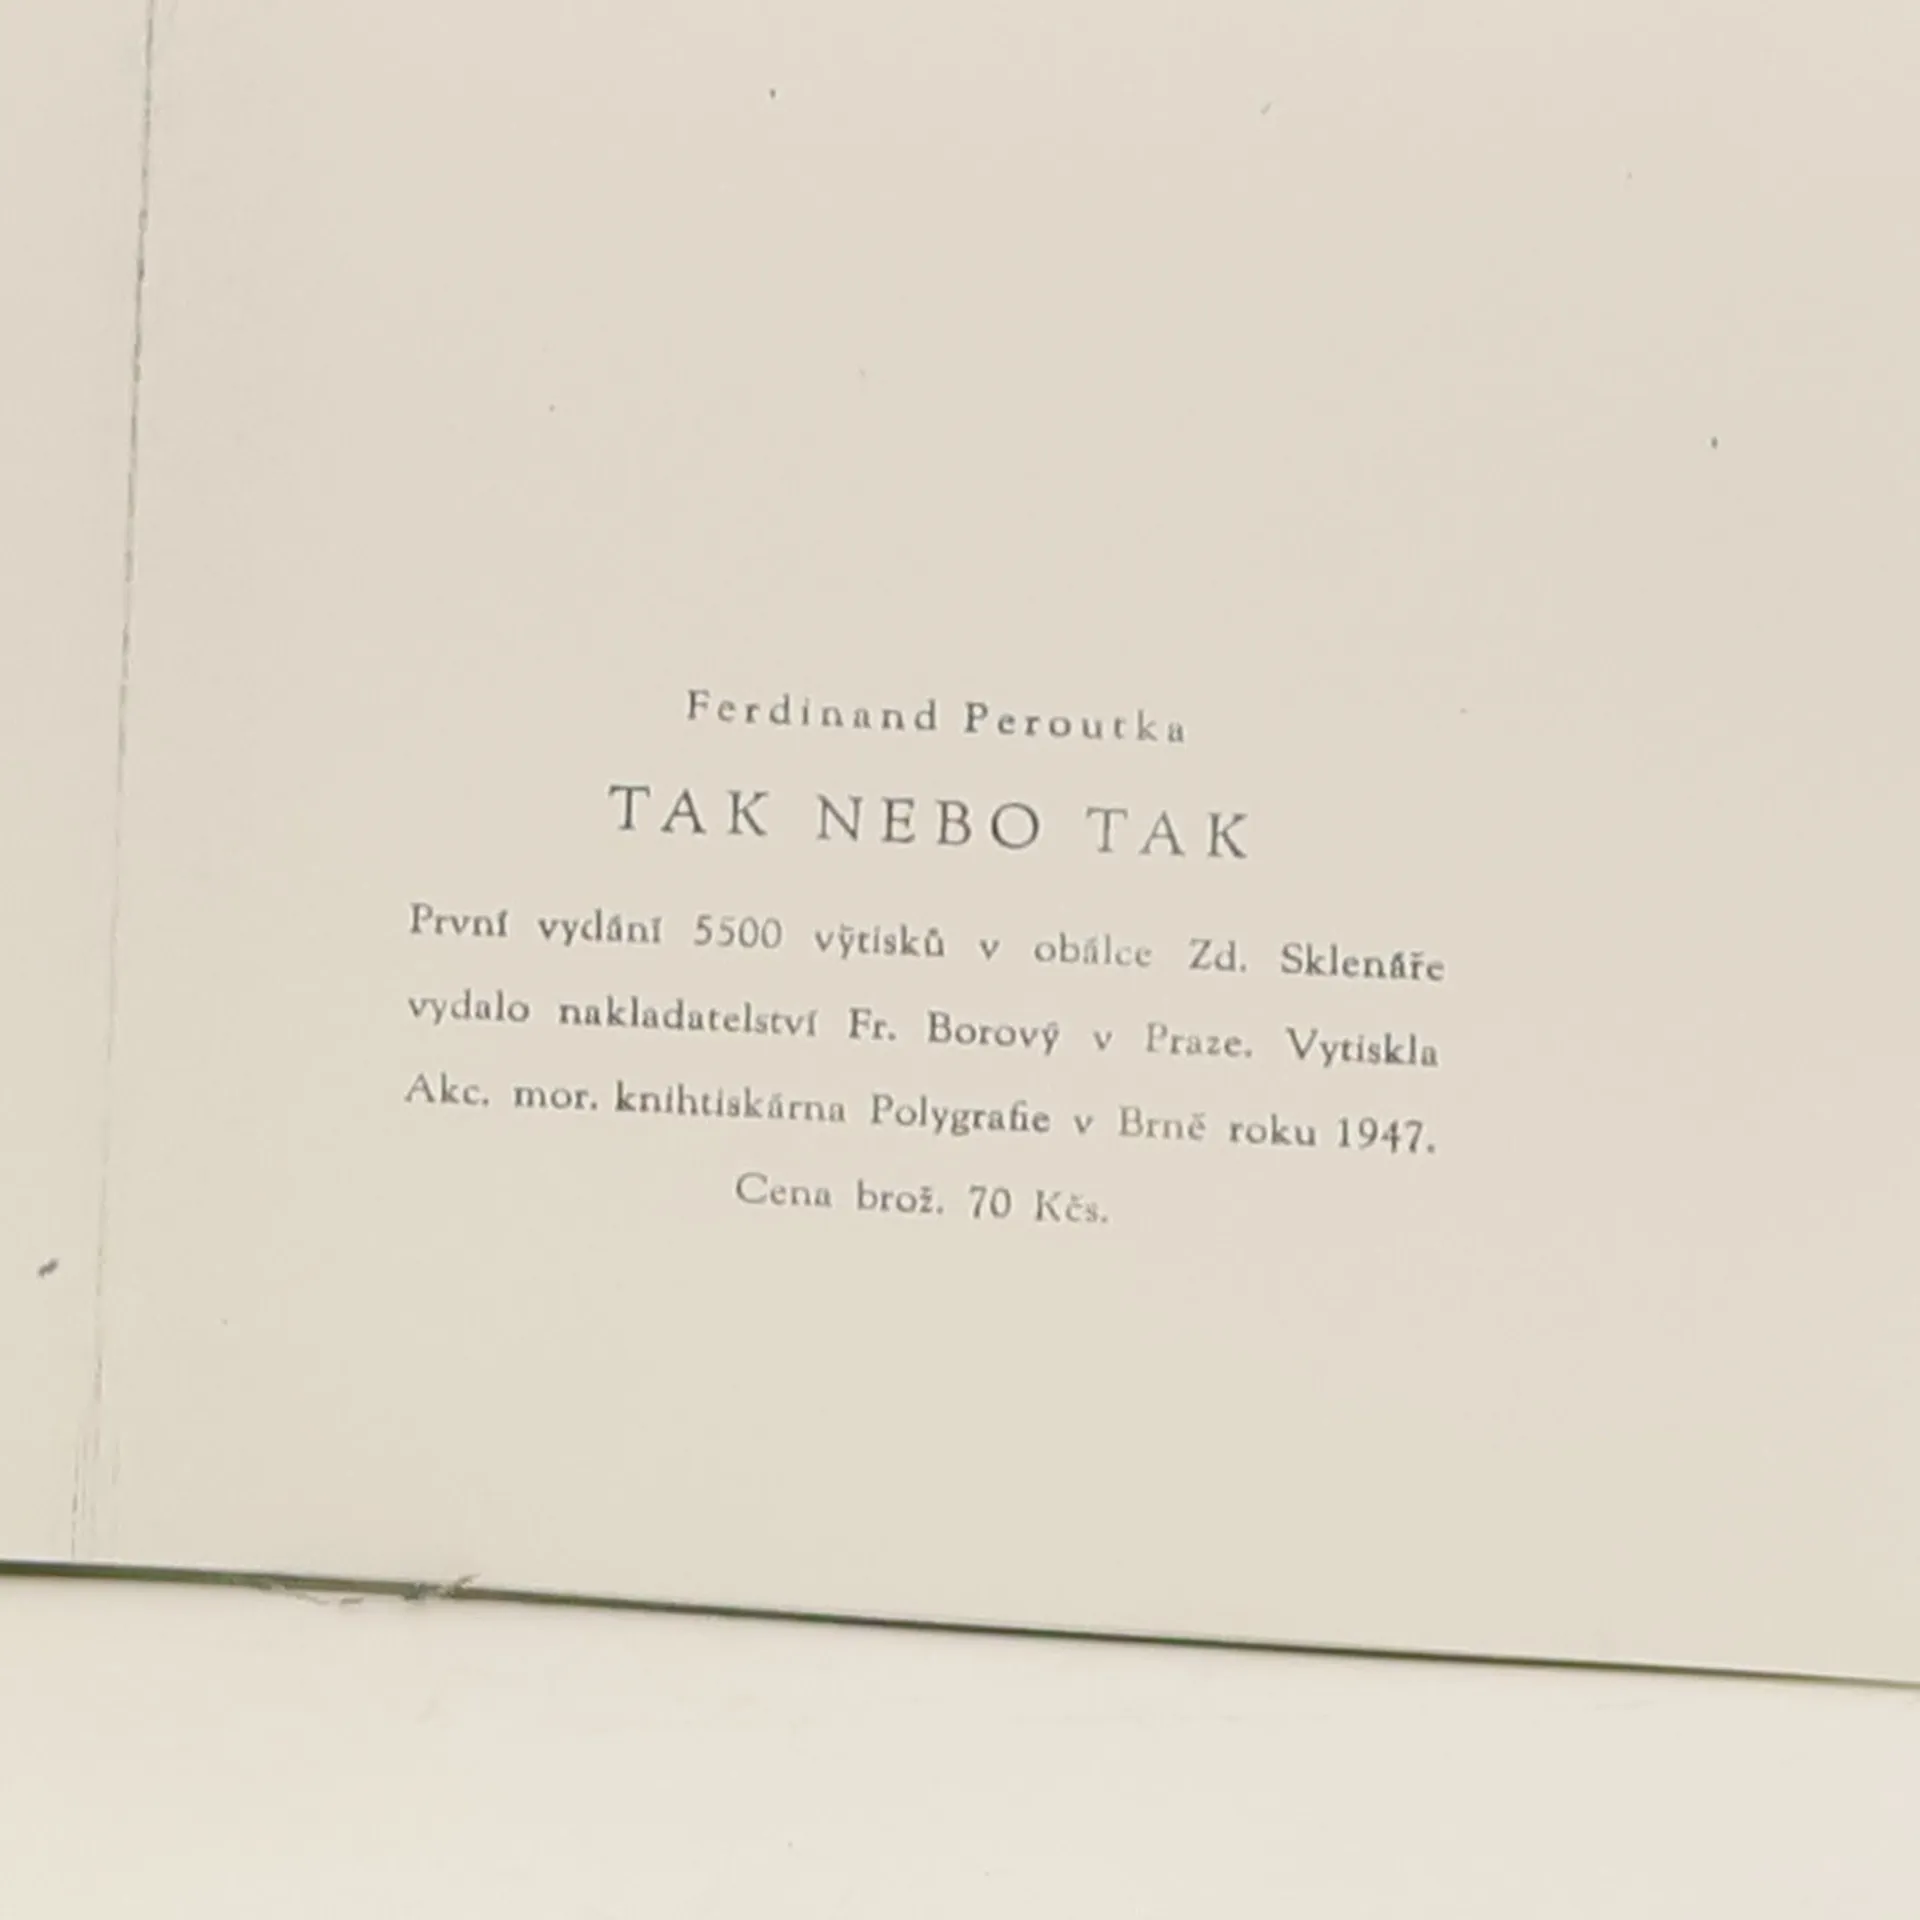 Ferdinand Peroutka
TAK NEBO TAK
První vydání 5500 výtisků v obálce Zd. Sklenáře
vydalo nakladatelství Fr. Borový v Praze. Vytiskla
Akc. mor. knihtiskárna Polygrafie v Brně roku 1947.
Cena brož. 70 Kčs.